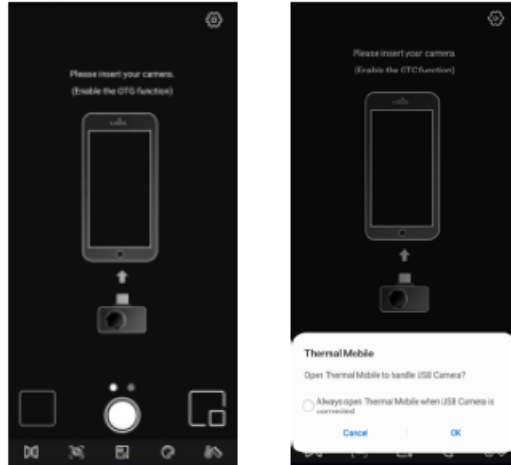 Please insert your camera.
(Enable the OTG function)
Please insert your camera.
(Enable the OTG function)
Thermal Mobile
Open Thermal Mobile to handle USB Camera?
Always open Thermal Mobile when USB Camera is
connected
Cancel
OK